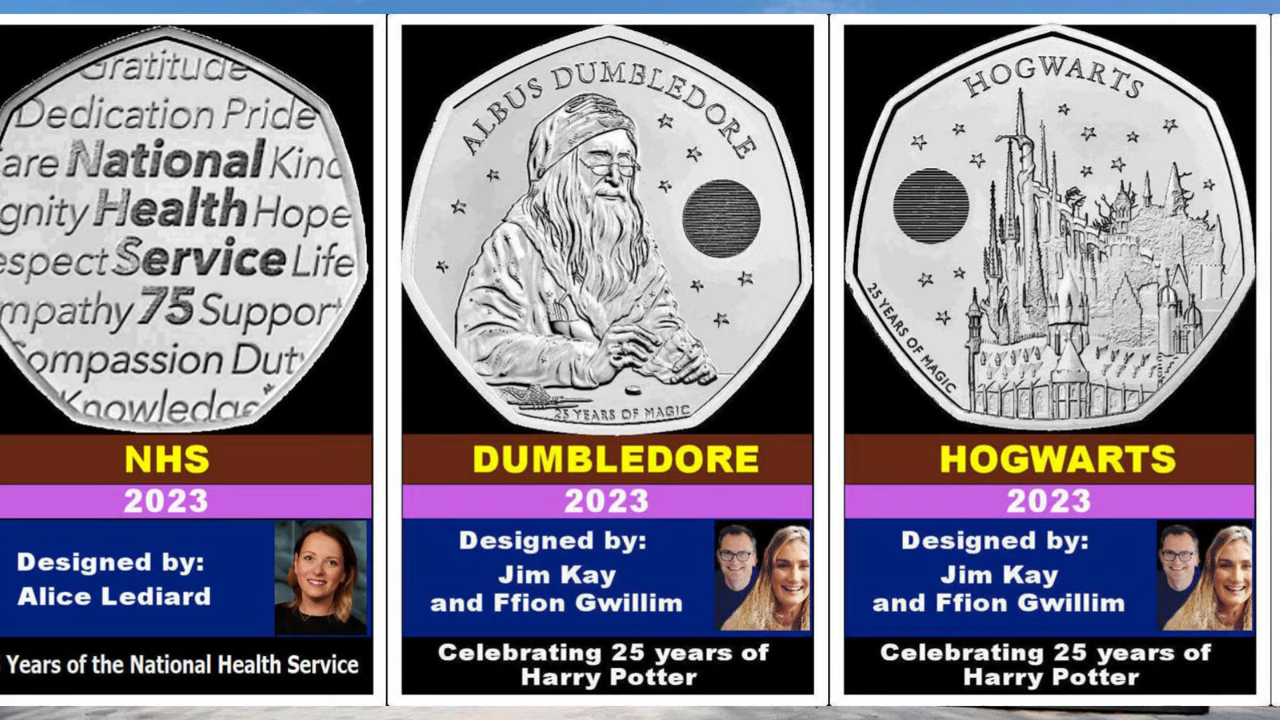 Gratitude
Dedication Pride
are National Kind
gnity Health Hope
espect Service Life
mpathy 75 Support
ompassion Duty
Knowledge
AL
NHS
2023
Designed by:
Alice Lediard
Years of the National Health Service
ALBUS DUMBLEDORE
25 YEARS OF MAGIC
DUMBLEDORE
2023
Designed by:
Jim Kay
and Ffion Gwillim
Celebrating 25 years of
Harry Potter
HOGWARTS
25 YEARS OF MAGIC
HOGWARTS
2023
Designed by:
Jim Kay
and Ffion Gwillim
Celebrating 25 years of
Harry Potter